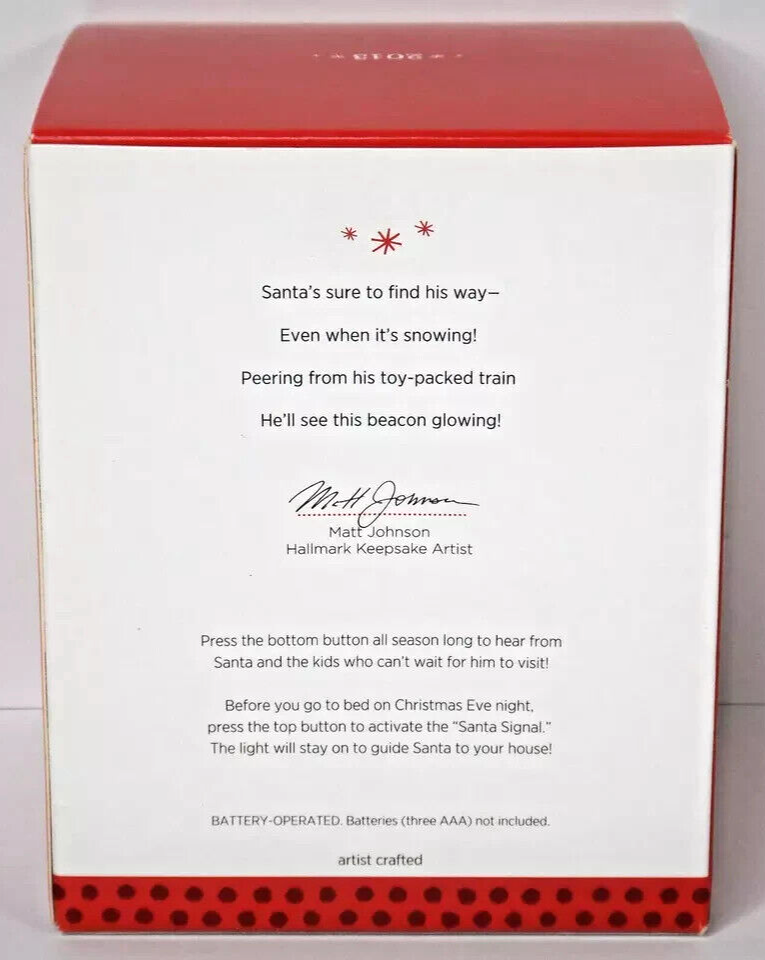 2013
Santa's sure to find his way—
Even when it's snowing!
Peering from his toy-packed train
He'll see this beacon glowing!
Matt Johnson
Matt Johnson
Hallmark Keepsake Artist
Press the bottom button all season long to hear from
Santa and the kids who can't wait for him to visit!
Before you go to bed on Christmas Eve night,
press the top button to activate the "Santa Signal."
The light will stay on to guide Santa to your house!
BATTERY-OPERATED. Batteries (three AAA) not included.
artist crafted